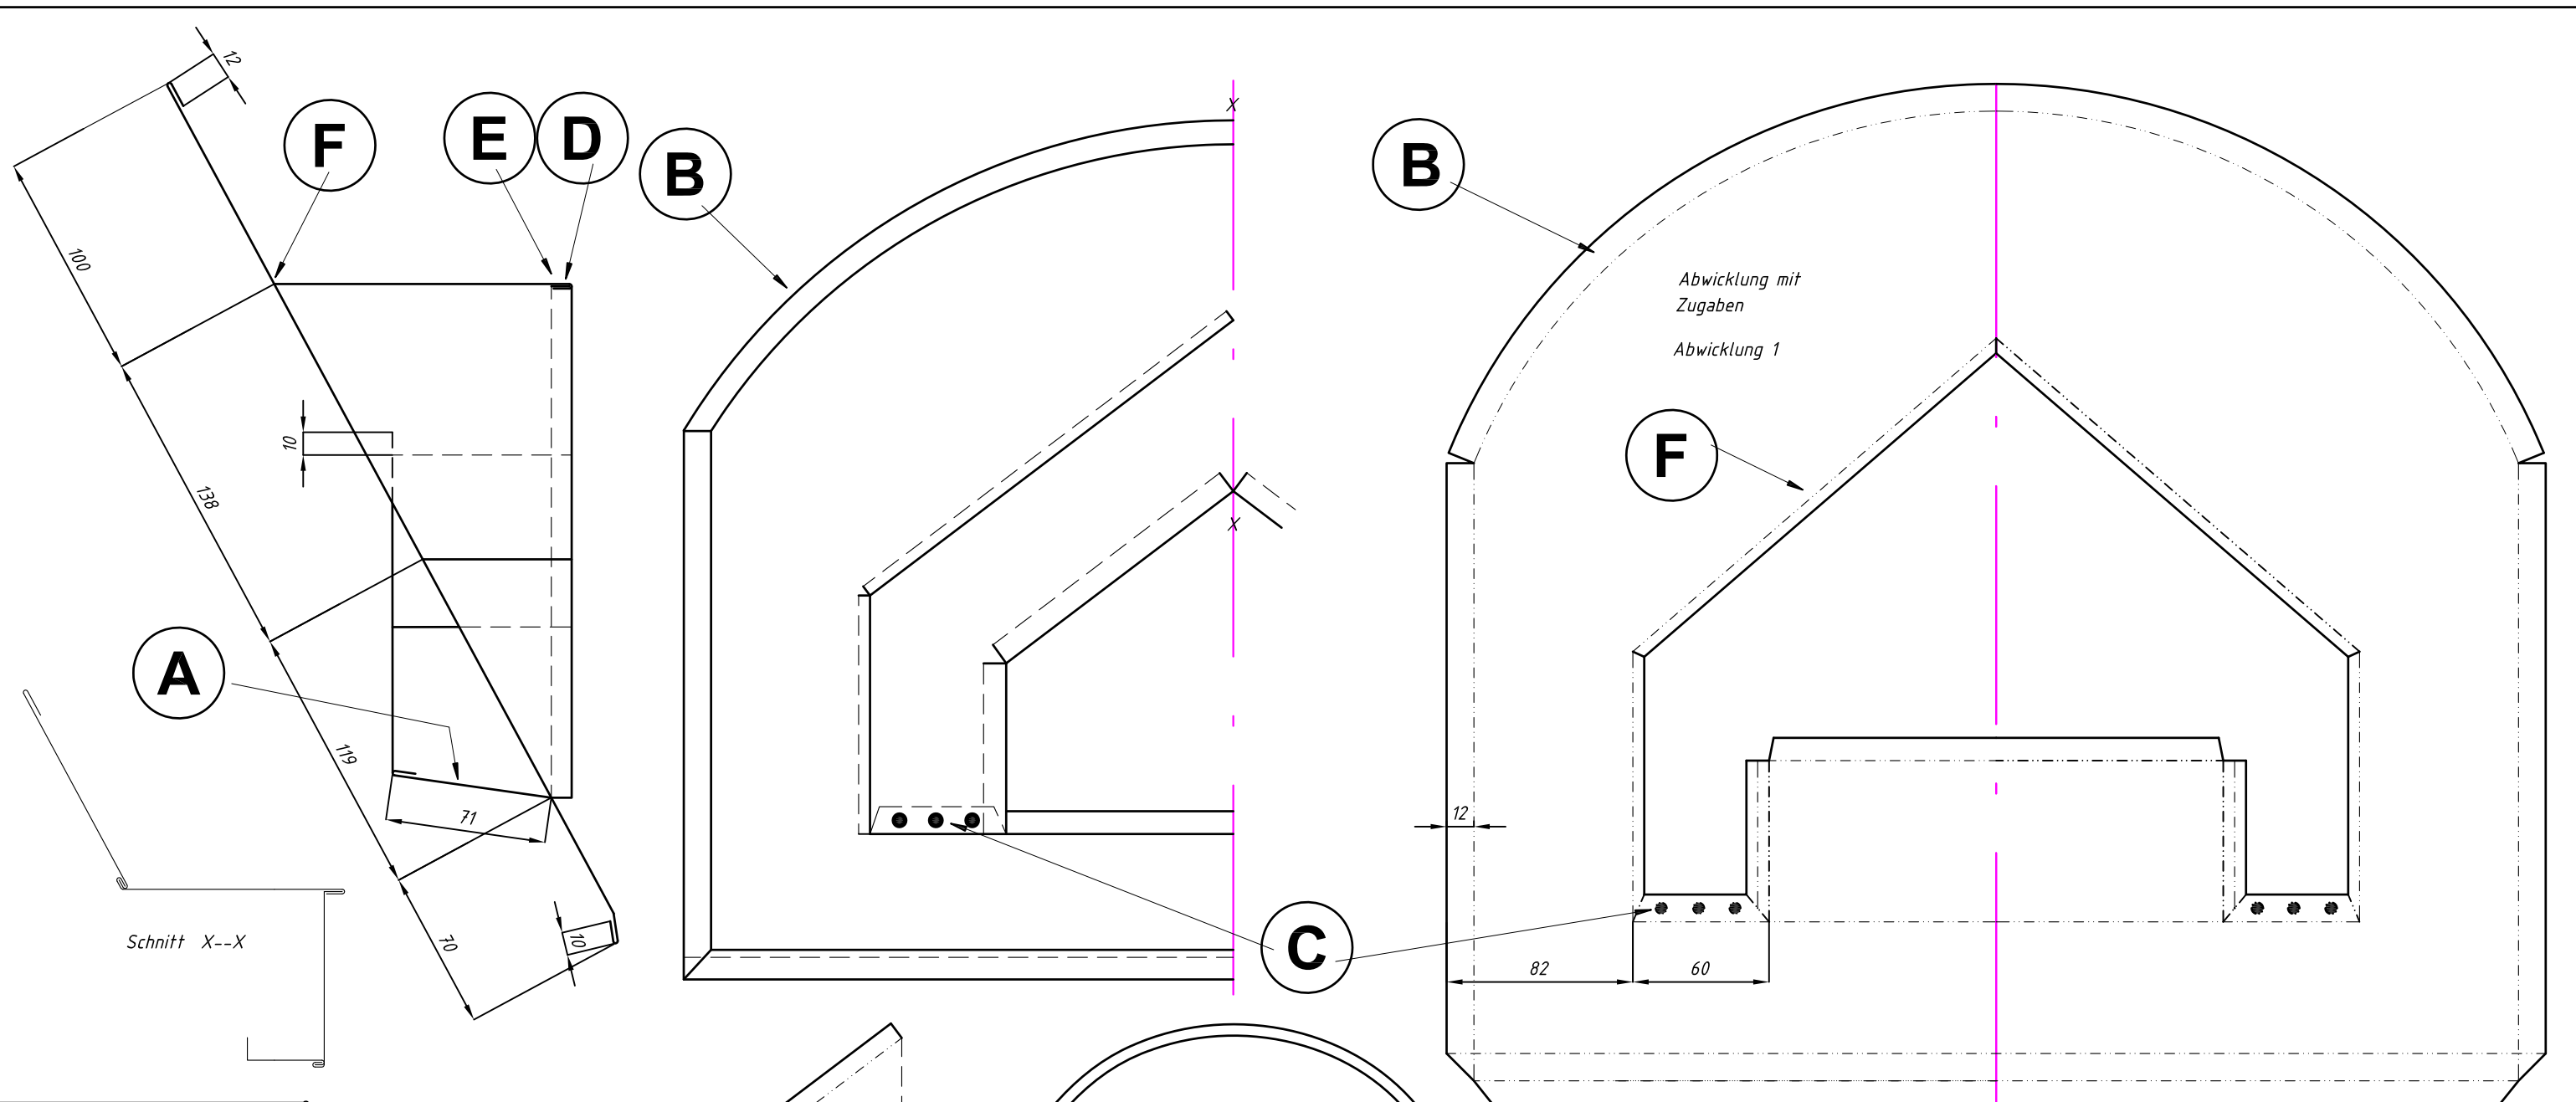 12
F
E
D
B
X
B
100
Abwicklung mit
Zugaben
Abwicklung 1
10
F
138
X
A
119
71
12
C
Schnitt X--X
70
10
82
60